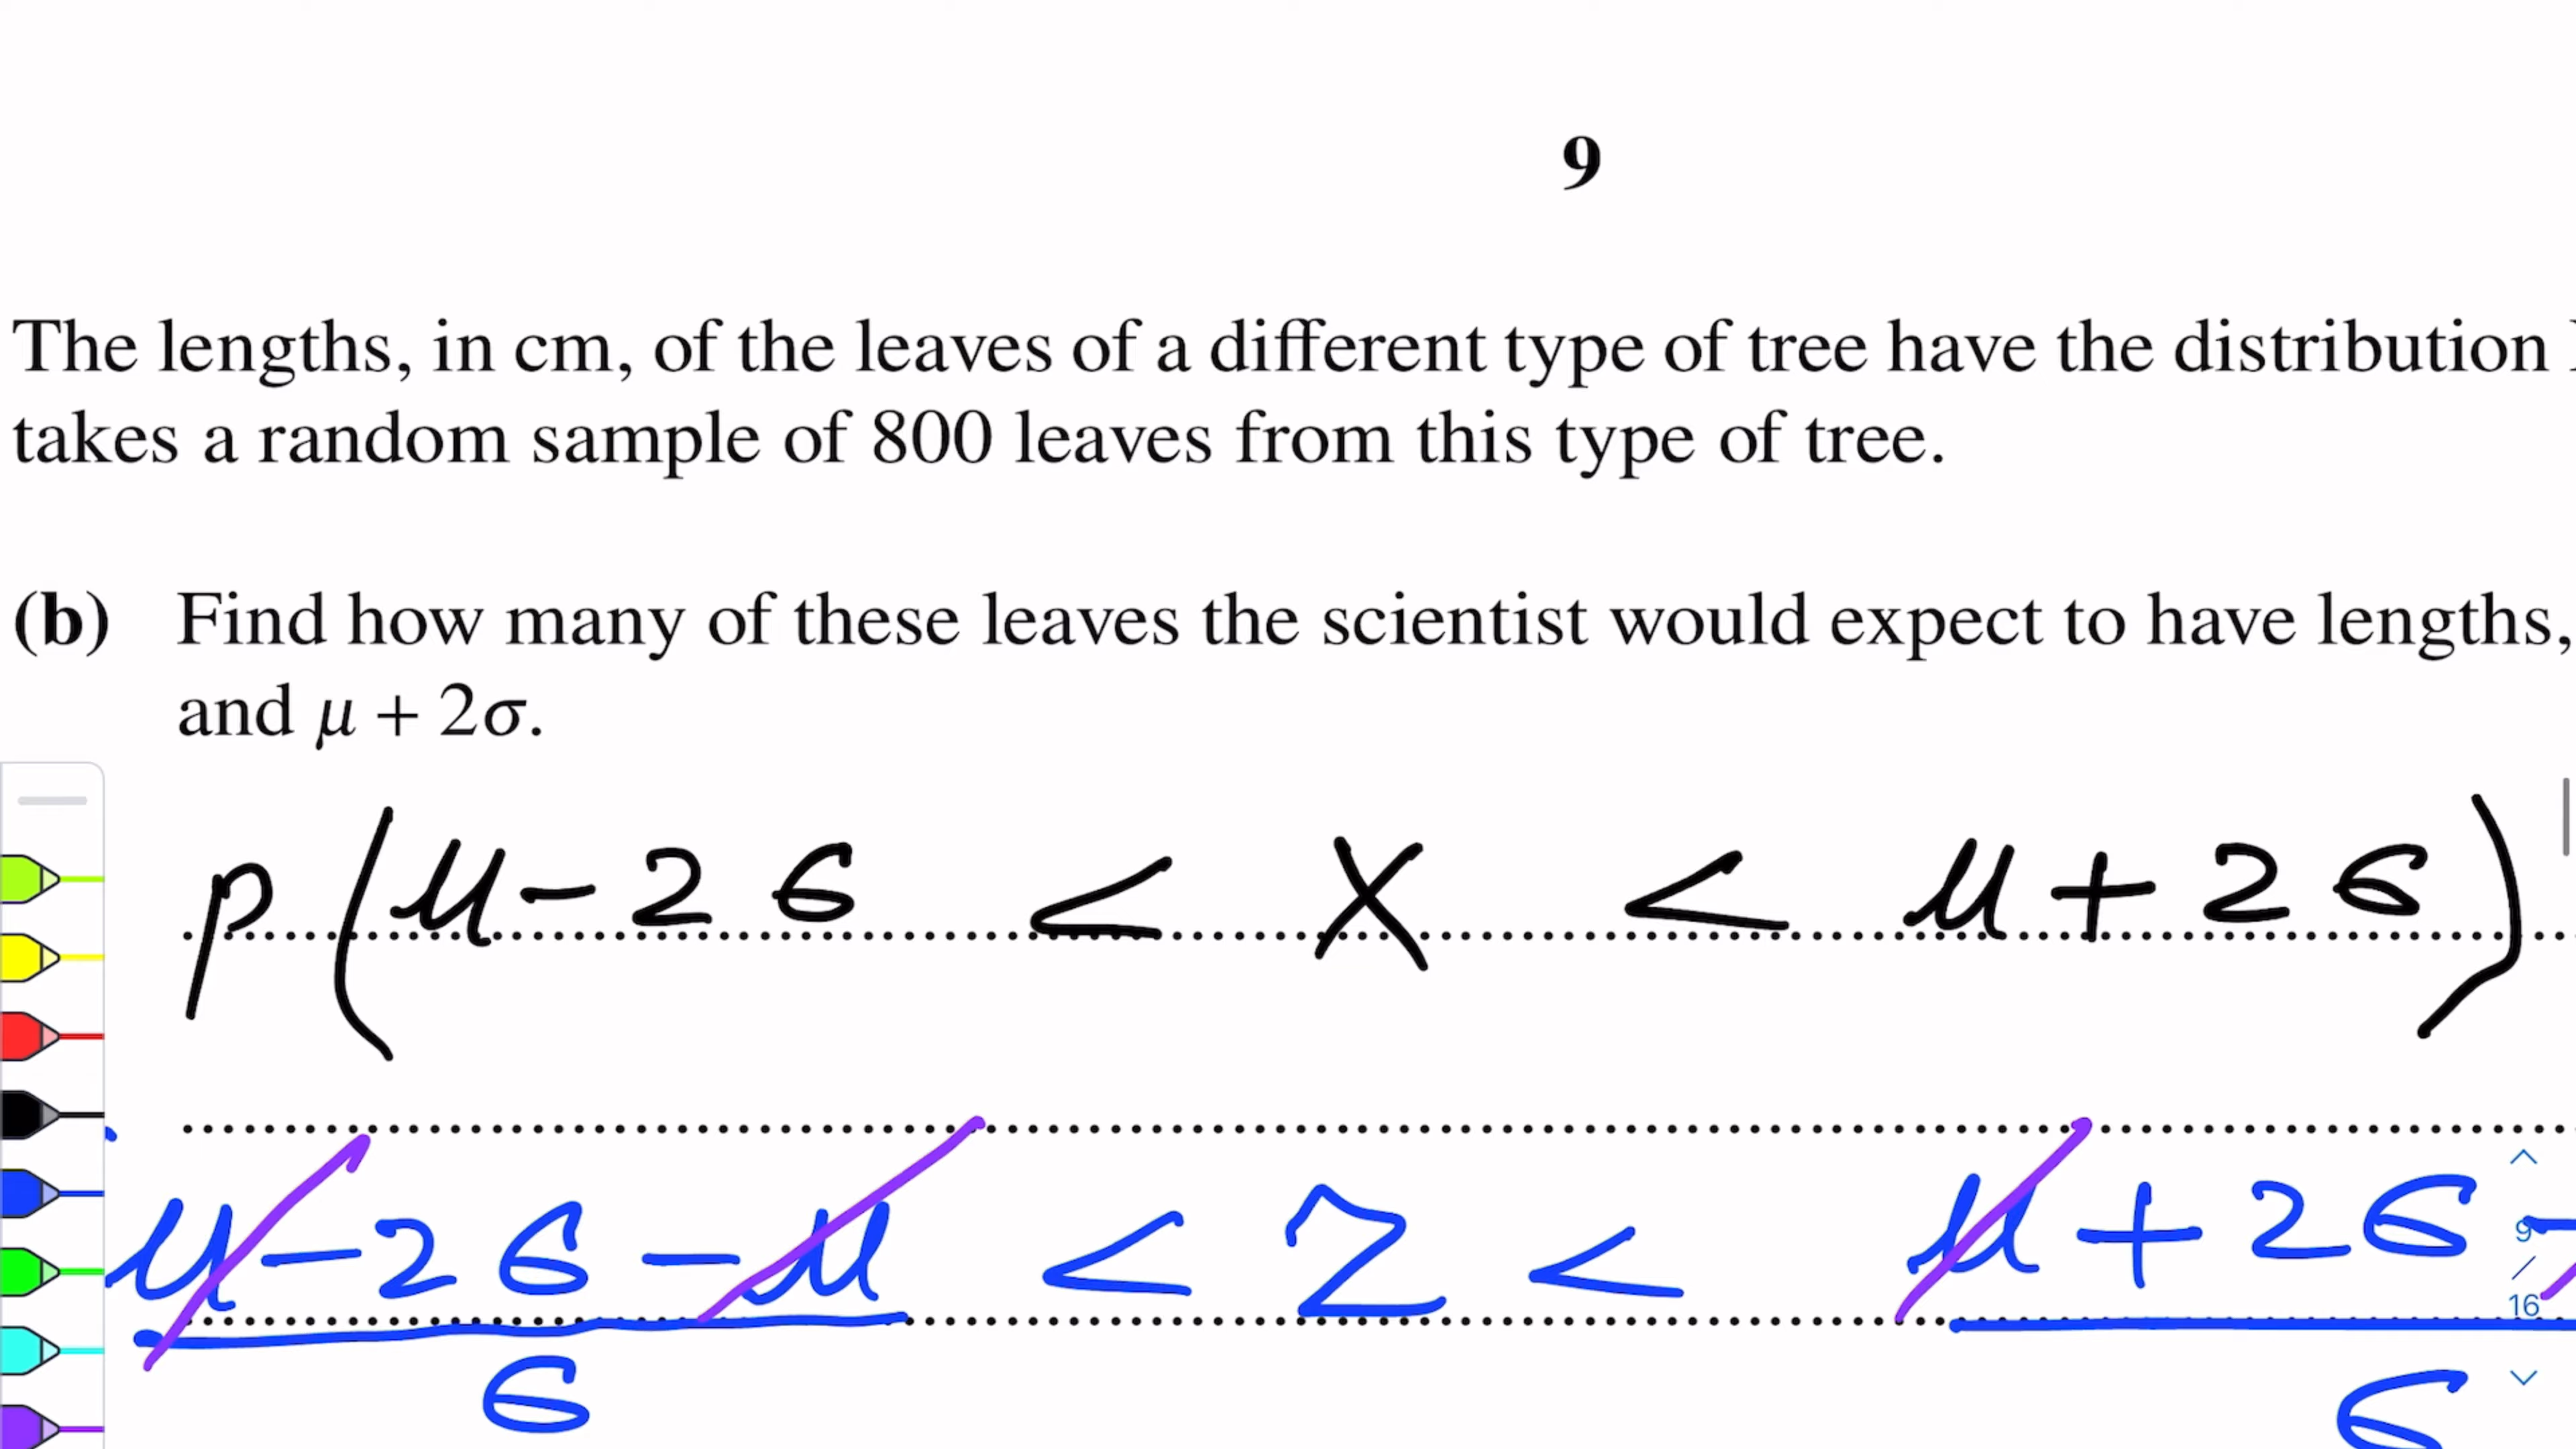 9
The lengths, in cm, of the leaves of a different type of tree have the distribution
takes a random sample of 800 leaves from this type of tree.
(b) Find how many of these leaves the scientist would expect to have lengths,
and μ + 2σ.
P(μ - 2σ < X < μ + 2σ)
μ - 2σ - μ < Z < μ + 2σ -
σ σ
9
/
16